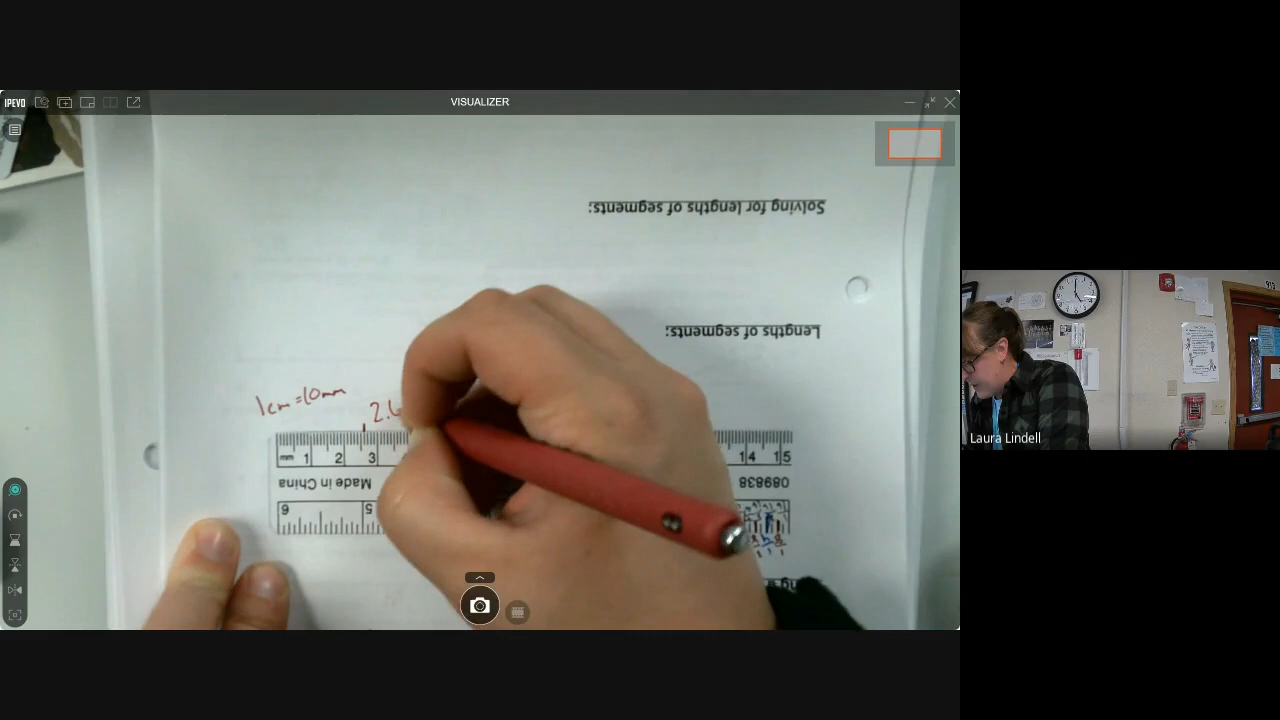 IPEVO
VISUALIZER
Solving for lengths of segments:
Lengths of segments:
1cm=10mm
2.6
mm 1 2 3 14 15
Made in China
089838
6 5
Laura Lindell